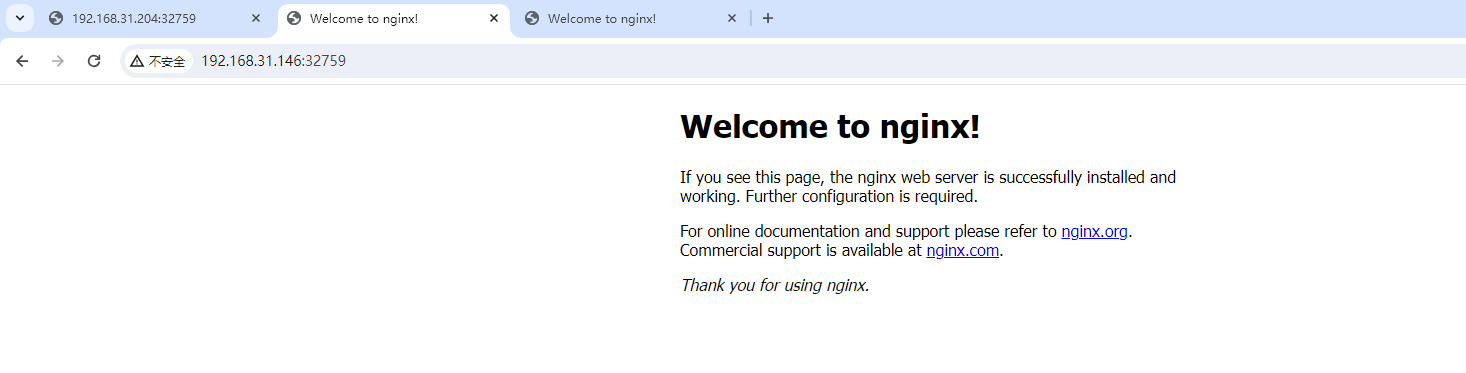 192.168.31.204:32759
Welcome to nginx!
Welcome to nginx!
不安全
192.168.31.146:32759
Welcome to nginx!
If you see this page, the nginx web server is successfully installed and
working. Further configuration is required.
For online documentation and support please refer to nginx.org.
Commercial support is available at nginx.com.
Thank you for using nginx.